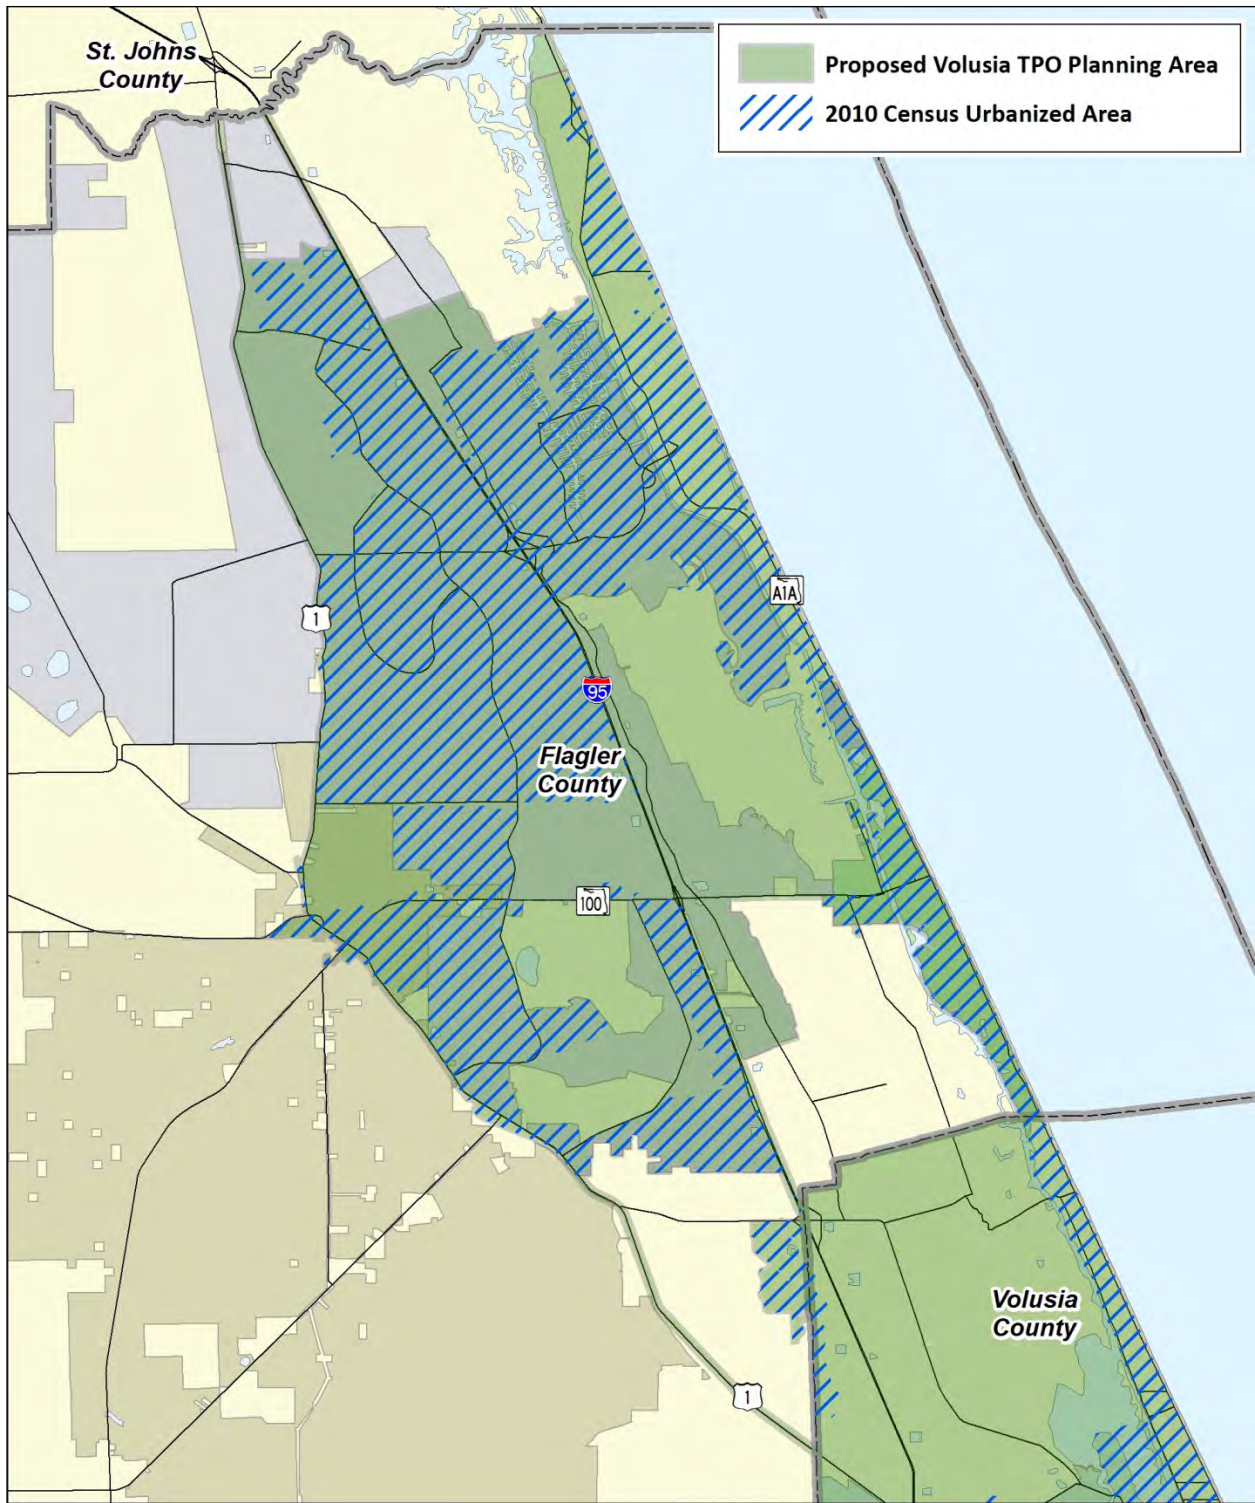 St. Johns
County
Proposed Volusia TPO Planning Area
2010 Census Urbanized Area
A1A
1
95
Flagler
County
100
Volusia
County
1